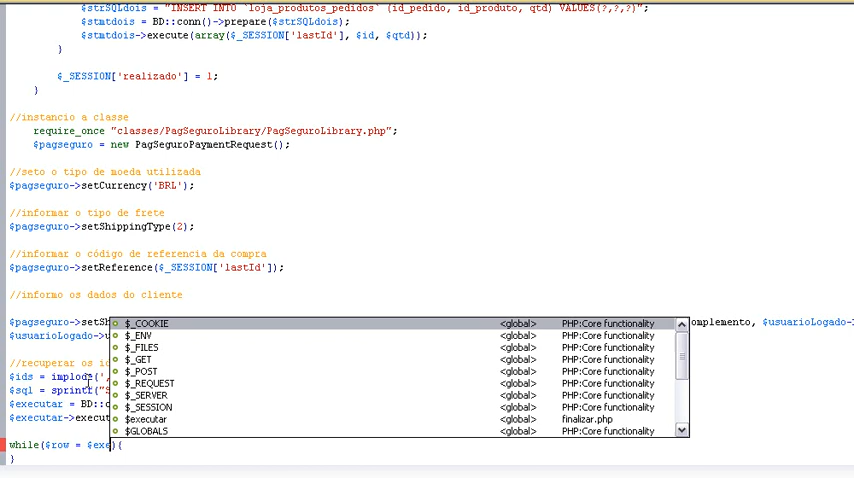 $strSQLdois = "INSERT INTO `loja_produtos_pedidos` (id_pedido, id_produto, qtd) VALUES(?,?,?)";
$stmtdois = BD::conn()->prepare($strSQLdois);
$stmtdois->execute(array($_SESSION['lastId'], $id, $qtd));
}
$_SESSION['realizado'] = 1;
}
//instancio a classe
require_once "classes/PagSeguroLibrary/PagSeguroLibrary.php";
$pagseguro = new PagSeguroPaymentRequest();
//seto o tipo de moeda utilizada
$pagseguro->setCurrency('BRL');
//informar o tipo de frete
$pagseguro->setShippingType(2);
//informar o código de referencia da compra
$pagseguro->setReference($_SESSION['lastId']);
//informo os dados do cliente
$pagseguro->setSh omplemento, $usuarioLogado-
$usuarioLogado->
//recuperar os i
$ids = implode(',
$sql = sprintf("S
$executar = BD::c
$executar->execut
while($row = $exe){
}
$_COOKIE <global> PHP:Core functionality
$_ENV <global> PHP:Core functionality
$_FILES <global> PHP:Core functionality
$_GET <global> PHP:Core functionality
$_POST <global> PHP:Core functionality
$_REQUEST <global> PHP:Core functionality
$_SERVER <global> PHP:Core functionality
$_SESSION <global> PHP:Core functionality
$executar <global> finalizar.php
$GLOBALS <global> PHP:Core functionality